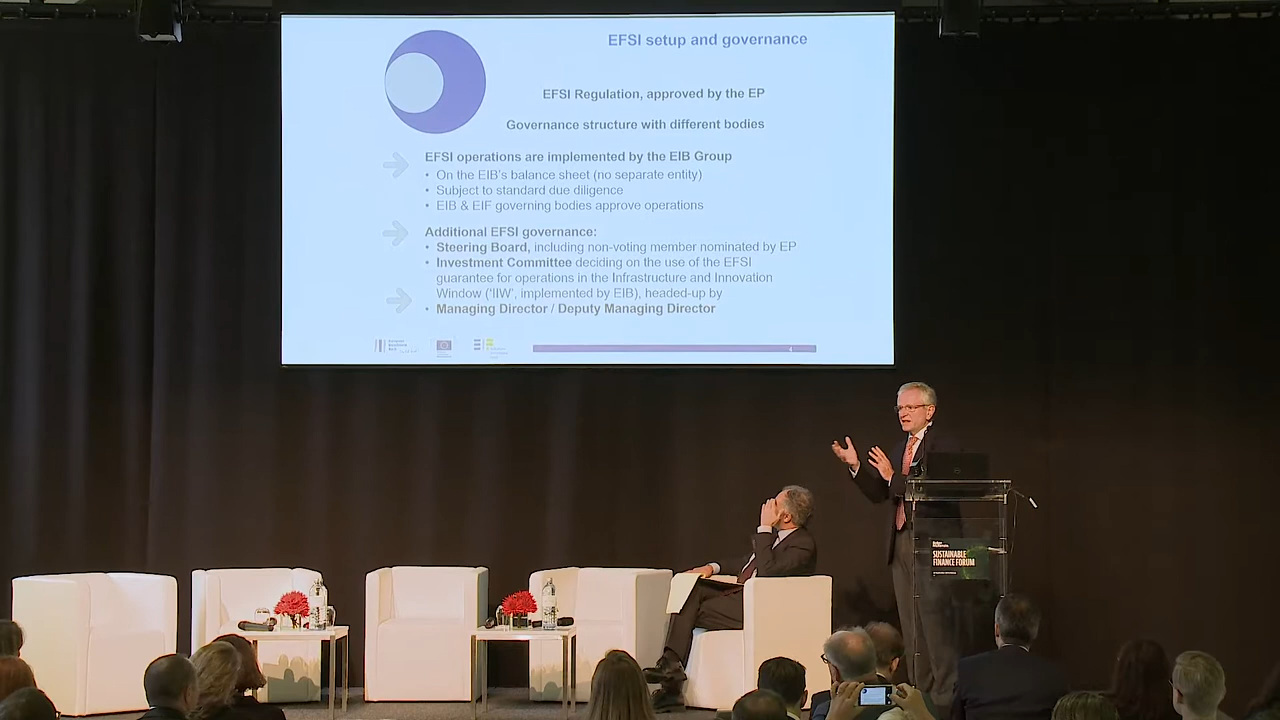 EFSI setup and governance
EFSI Regulation, approved by the EP
Governance structure with different bodies
EFSI operations are implemented by the EIB Group
• On the EIB's balance sheet (no separate entity)
• Subject to standard due diligence
• EIB & EIF governing bodies approve operations
Additional EFSI governance:
• Steering Board, including non-voting member nominated by EP
• Investment Committee deciding on the use of the EFSI
guarantee for operations in the Infrastructure and Innovation
Window ('IIW', implemented by EIB), headed-up by
• Managing Director / Deputy Managing Director
4
SUSTAINABLE
FINANCE FORUM